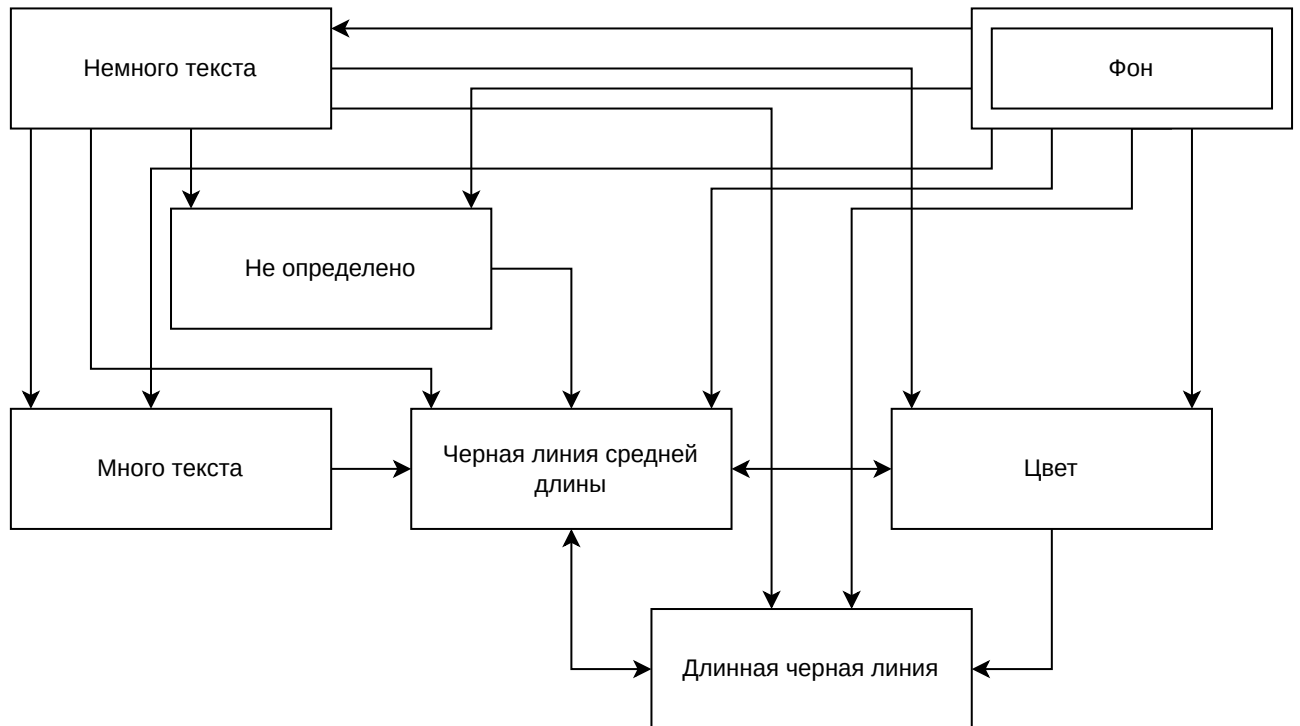 Немного текста
Фон
Не определено
Много текста
Черная линия средней
длины
Цвет
Длинная черная линия